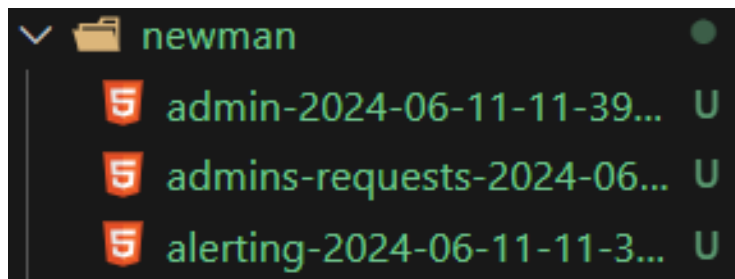 newman
admin-2024-06-11-11-39... U
admins-requests-2024-06... U
alerting-2024-06-11-11-3... U